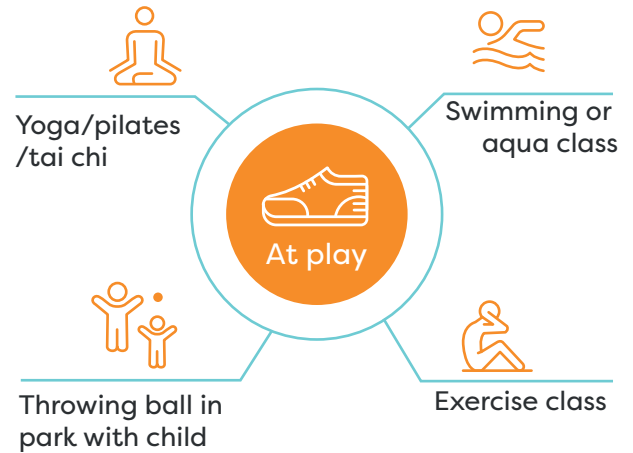 Yoga/pilates
/tai chi
Swimming or
aqua class
At play
Throwing ball in
park with child
Exercise class